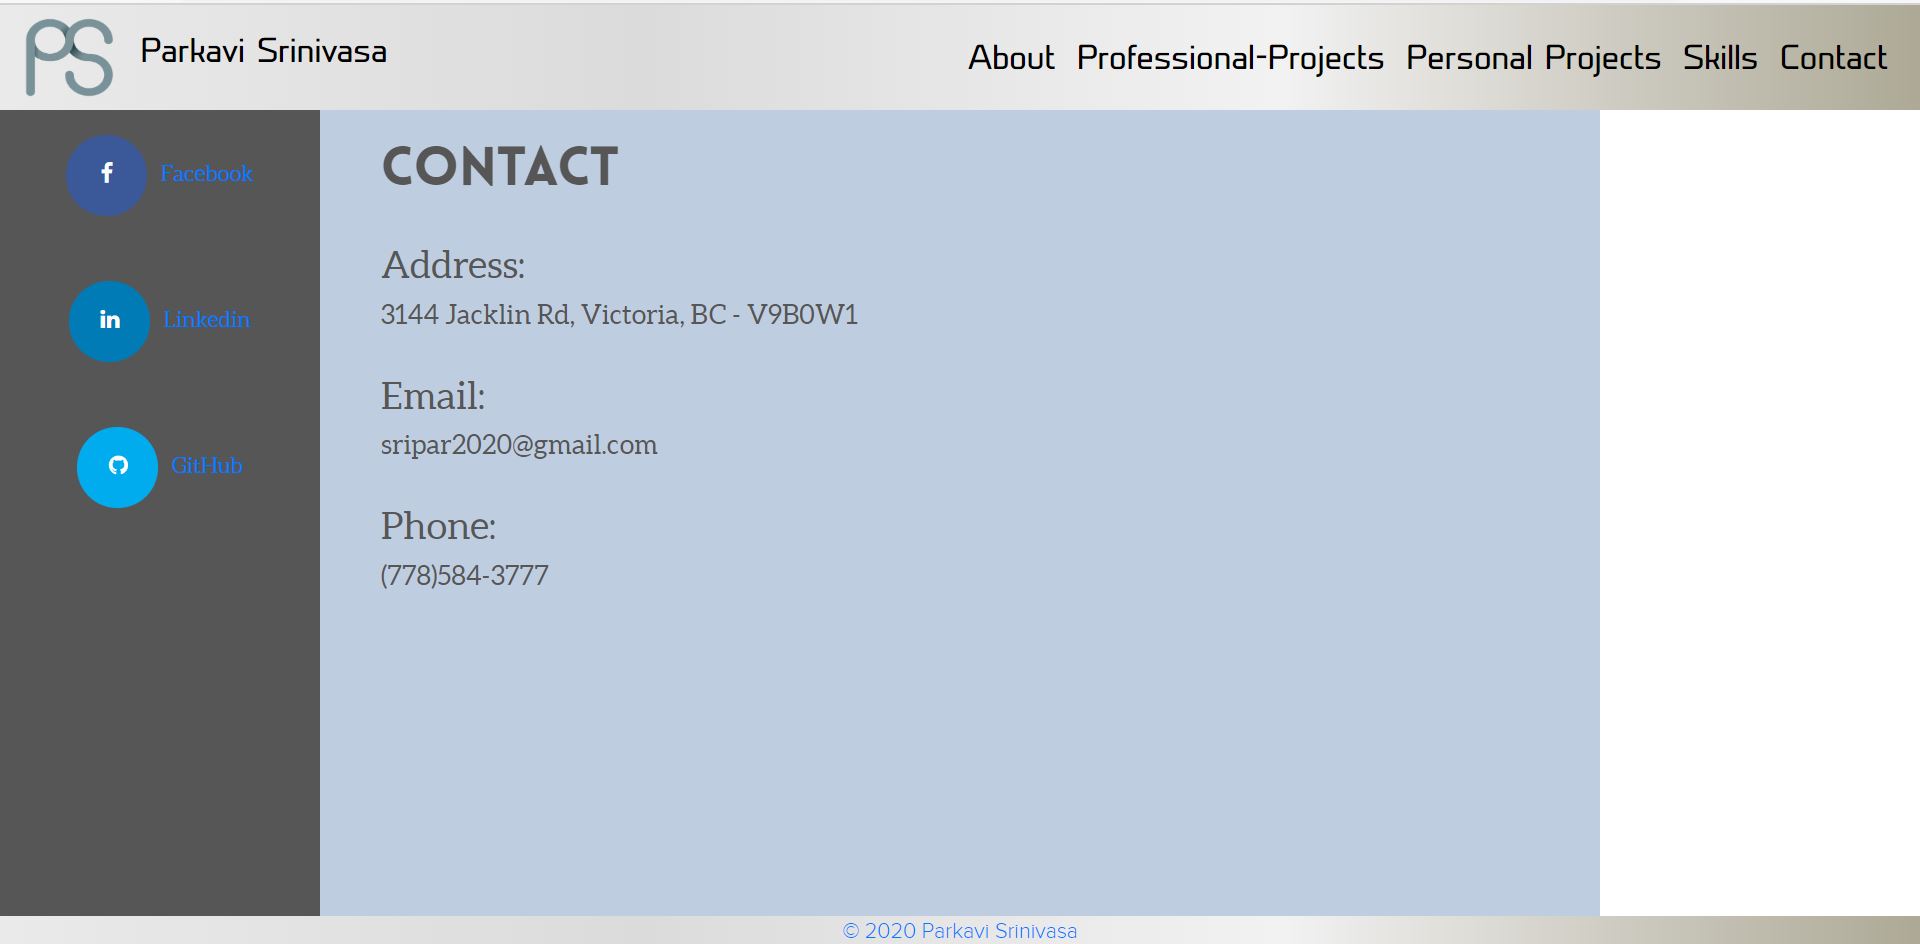 PS Parkavi Srinivasa
About Professional-Projects Personal Projects Skills Contact
Facebook
Linkedin
GitHub
CONTACT
Address:
3144 Jacklin Rd, Victoria, BC - V9B0W1
Email:
sripar2020@gmail.com
Phone:
(778)584-3777
© 2020 Parkavi Srinivasa